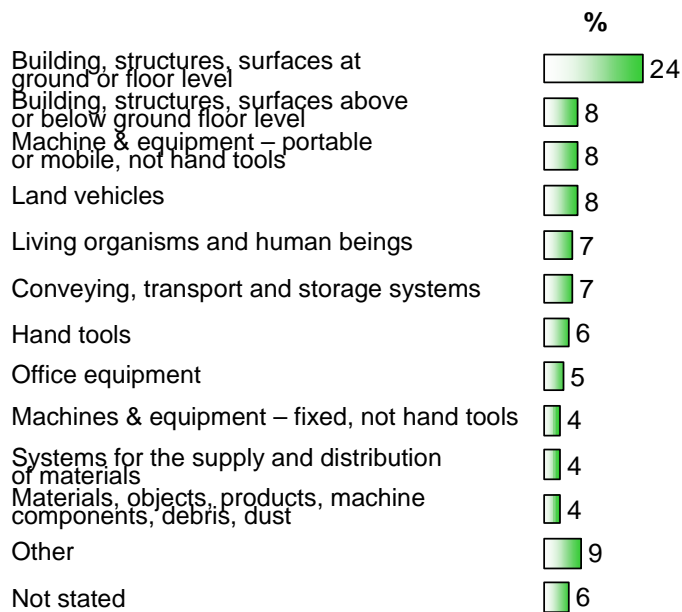 %
Building, structures, surfaces at
ground or floor level
24
Building, structures, surfaces above
or below ground floor level
8
Machine & equipment – portable
or mobile, not hand tools
8
Land vehicles
8
Living organisms and human beings
7
Conveying, transport and storage systems
7
Hand tools
6
Office equipment
5
Machines & equipment – fixed, not hand tools
4
Systems for the supply and distribution
of materials
4
Materials, objects, products, machine
components, debris, dust
4
Other
9
Not stated
6